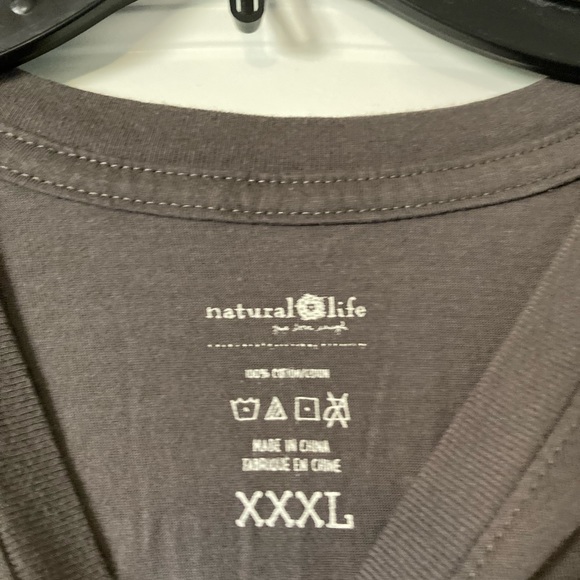 natural life
100% COTTON/COTON
MADE IN CHINA
FABRIQUE EN CHINE
XXXL